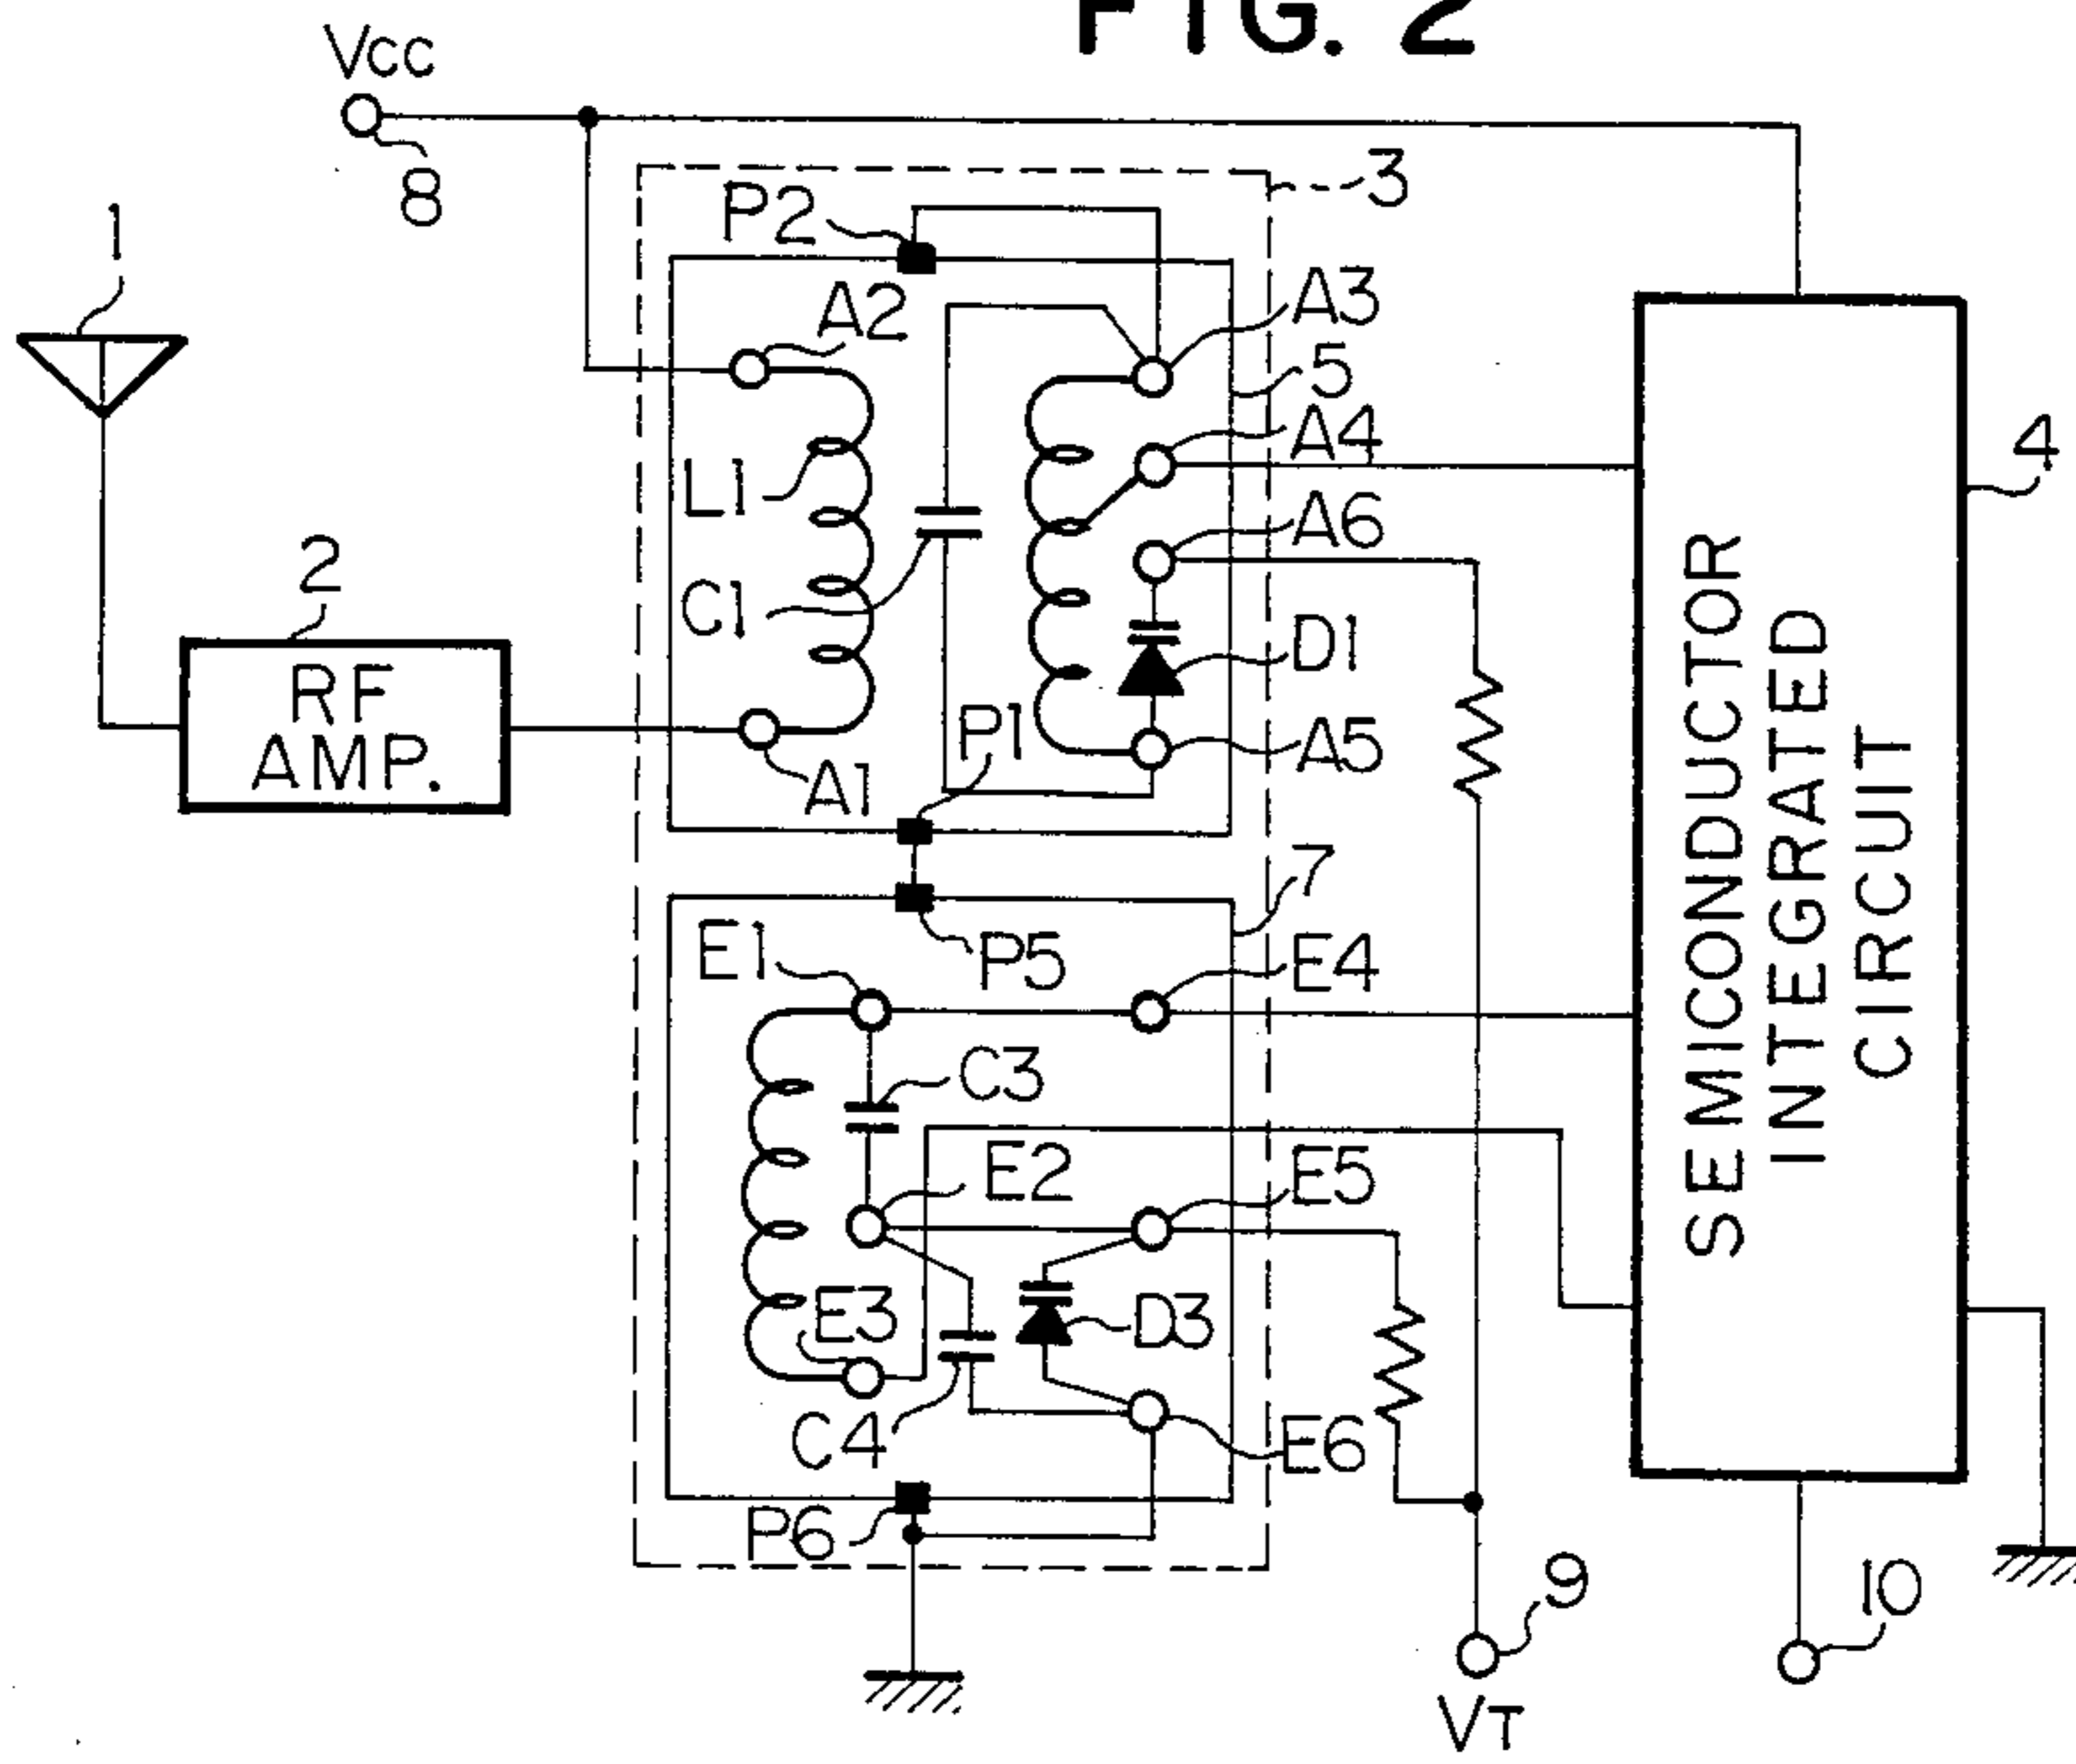 FIG. 2
Vcc
8
3
P2
1
A2
A3
5
A4
4
L1
A6
2
C1
D1
RF
AMP.
P1
A5
A1
SEMICONDUCTOR
INTEGRATED
CIRCUIT
7
E1
P5
E4
C3
E2
E5
E3
D3
C4
E6
P6
9
10
VT